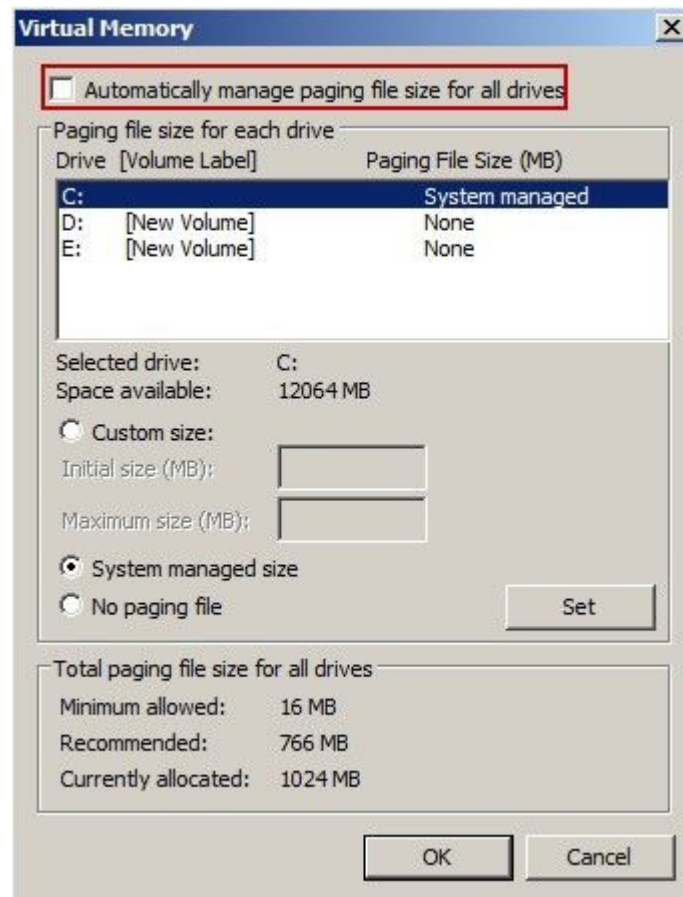 Virtual Memory
Automatically manage paging file size for all drives
Paging file size for each drive
Drive [Volume Label] Paging File Size (MB)
C: System managed
D: [New Volume] None
E: [New Volume] None
Selected drive: C:
Space available: 12064 MB
Custom size:
Initial size (MB):
Maximum size (MB):
System managed size
No paging file Set
Total paging file size for all drives
Minimum allowed: 16 MB
Recommended: 766 MB
Currently allocated: 1024 MB
OK Cancel